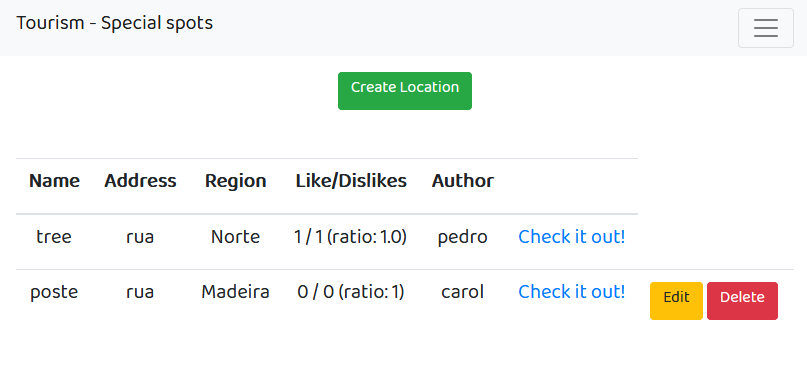 Tourism - Special spots
Create Location
Name Address Region Like/Dislikes Author
tree rua Norte 1 / 1 (ratio: 1.0) pedro Check it out!
poste rua Madeira 0 / 0 (ratio: 1) carol Check it out! Edit Delete